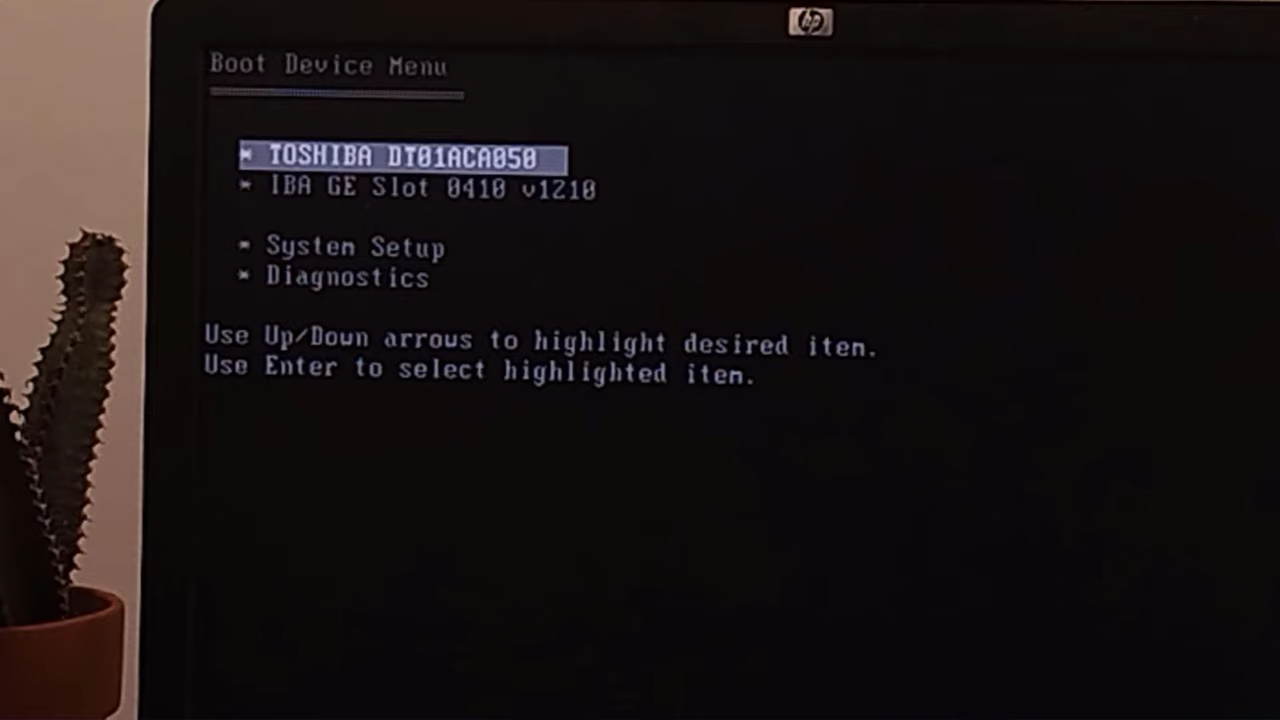 hp
Boot Device Menu
* TOSHIBA DT01ACA050
* IBA GE Slot 0410 v1210
* System Setup
* Diagnostics
Use Up/Down arrows to highlight desired item.
Use Enter to select highlighted item.